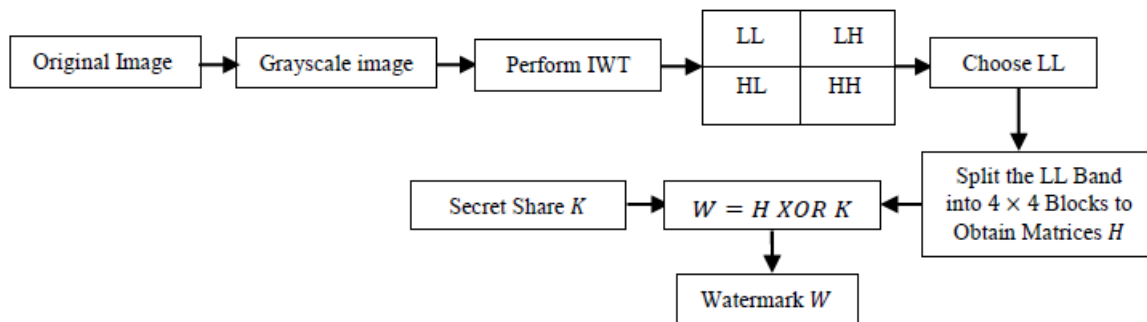 Original Image
Grayscale image
Perform IWT
LL LH
HL HH
Choose LL
Split the LL Band
into 4 × 4 Blocks to
Obtain Matrices H
W = H XOR K
Secret Share K
Watermark W